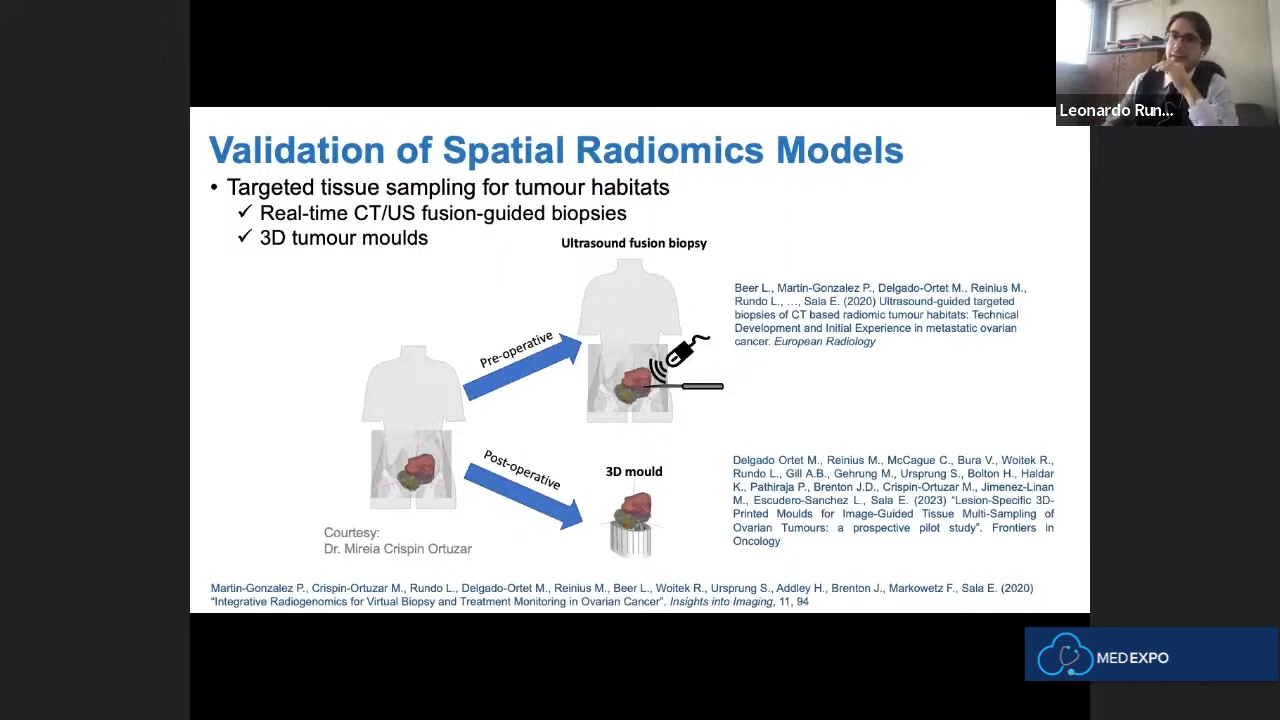 Leonardo Run...
Validation of Spatial Radiomics Models
• Targeted tissue sampling for tumour habitats
✓ Real-time CT/US fusion-guided biopsies
✓ 3D tumour moulds
Ultrasound fusion biopsy
Beer L., Martin-Gonzalez P., Delgado-Ortet M., Reinius M.,
Rundo L., …, Sala E. (2020) Ultrasound-guided targeted
biopsies of CT based radiomic tumour habitats: Technical
Development and Initial Experience in metastatic ovarian
cancer. European Radiology
Pre-operative
Post-operative
3D mould
Delgado Ortet M., Reinius M., McCague C., Bura V., Woitek R.,
Rundo L., Gill A.B., Gehrung M., Ursprung S., Bolton H., Haldar
K., Pathiraja P., Brenton J.D., Crispin-Ortuzar M., Jimenez-Linan
M., Escudero-Sanchez L., Sala E. (2023) “Lesion-Specific 3D-
Printed Moulds for Image-Guided Tissue Multi-Sampling of
Ovarian Tumours: a prospective pilot study”. Frontiers in
Oncology
Courtesy:
Dr. Mireia Crispin Ortuzar
Martin-Gonzalez P., Crispin-Ortuzar M., Rundo L., Delgado-Ortet M., Reinius M., Beer L., Woitek R., Ursprung S., Addley H., Brenton J., Markowetz F., Sala E. (2020)
“Integrative Radiogenomics for Virtual Biopsy and Treatment Monitoring in Ovarian Cancer”. Insights into Imaging, 11, 94
MEDEXPO